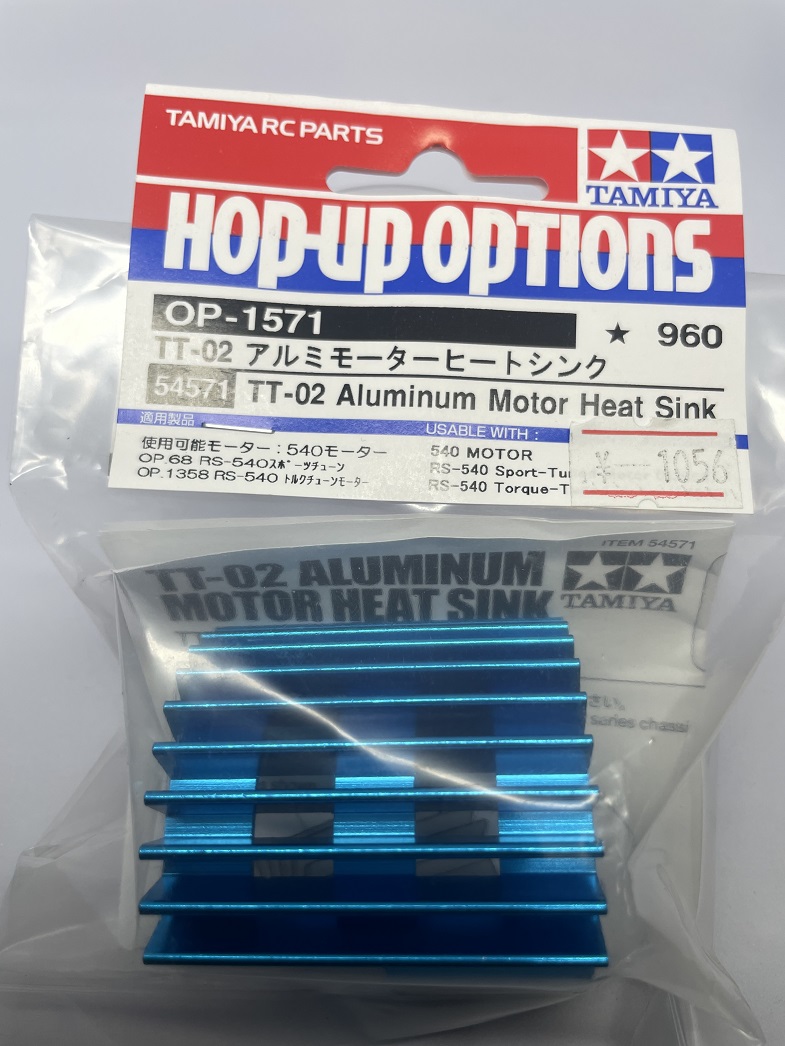 TAMIYA RC PARTS
TAMIYA
HOP-UP OPTIONS
OP-1571
★ 960
TT-02 アルミモーターヒートシンク
54571 TT-02 Aluminum Motor Heat Sink
適用製品
USABLE WITH :
使用可能モーター : 540モーター
540 MOTOR
OP.68 RS-540スポーツチューン
RS-540 Sport-Tu
OP.1358 RS-540 トルクチューンモーター
RS-540 Torque-T
¥ 1056
ITEM 54571
TT-02 ALUMINUM
MOTOR HEAT SINK
TAMIYA
さい。
series chassi